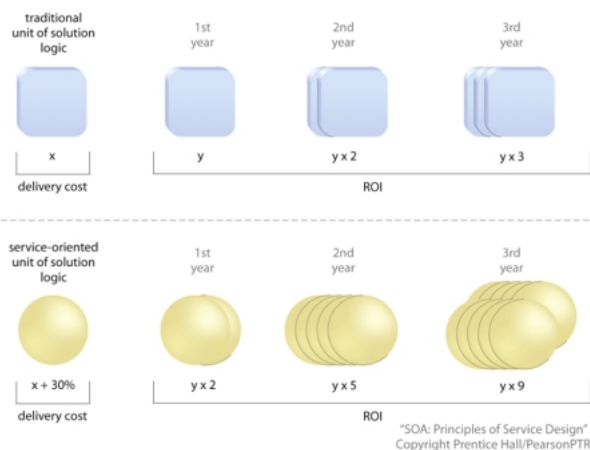 traditional
unit of solution
logic
1st
year
2nd
year
3rd
year
x
y
y x 2
y x 3
delivery cost
ROI
service-oriented
unit of solution
logic
1st
year
2nd
year
3rd
year
x + 30%
y x 2
y x 5
y x 9
delivery cost
ROI
"SOA: Principles of Service Design"
Copyright Prentice Hall/PearsonPTR